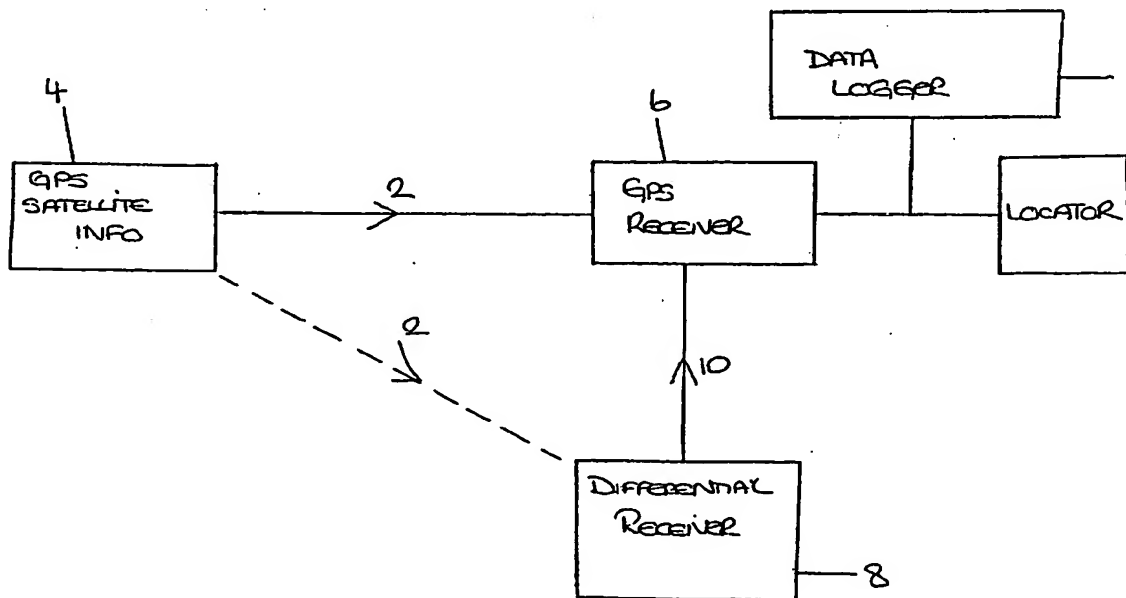 DATA
LOGGER
4
6
GPS
SATELLITE
INFO
2
GPS
RECEIVER
LOCATOR
2
10
DIFFERENTIAL
RECEIVER
8